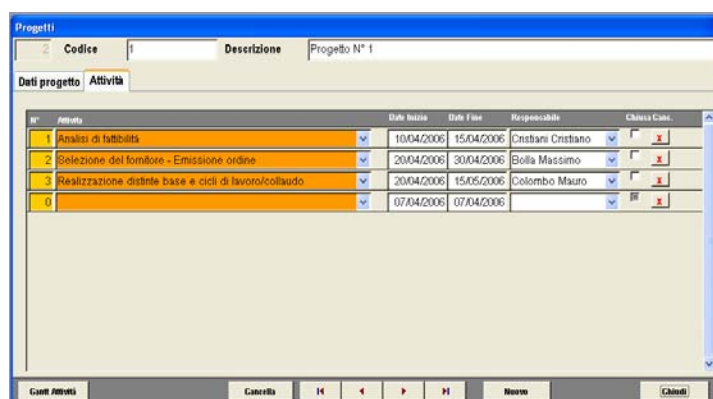 Progetti
2 Codice 1 Descrizione Progetto N° 1
Dati progetto Attività
N° Attività Date Inizio Date Fine Responsabile Chiusa Canc.
1 Analisi di fattibilità 10/04/2006 15/04/2006 Cristiani Cristiano x
2 Selezione del fornitore - Emissione ordine 20/04/2006 30/04/2006 Bolla Massimo x
3 Realizzazione distinte base e cicli di lavoro/collaudo 20/04/2006 15/05/2006 Colombo Mauro x
0 07/04/2006 07/04/2006 x
Gantt Attività Cancella Nuovo Chiudi